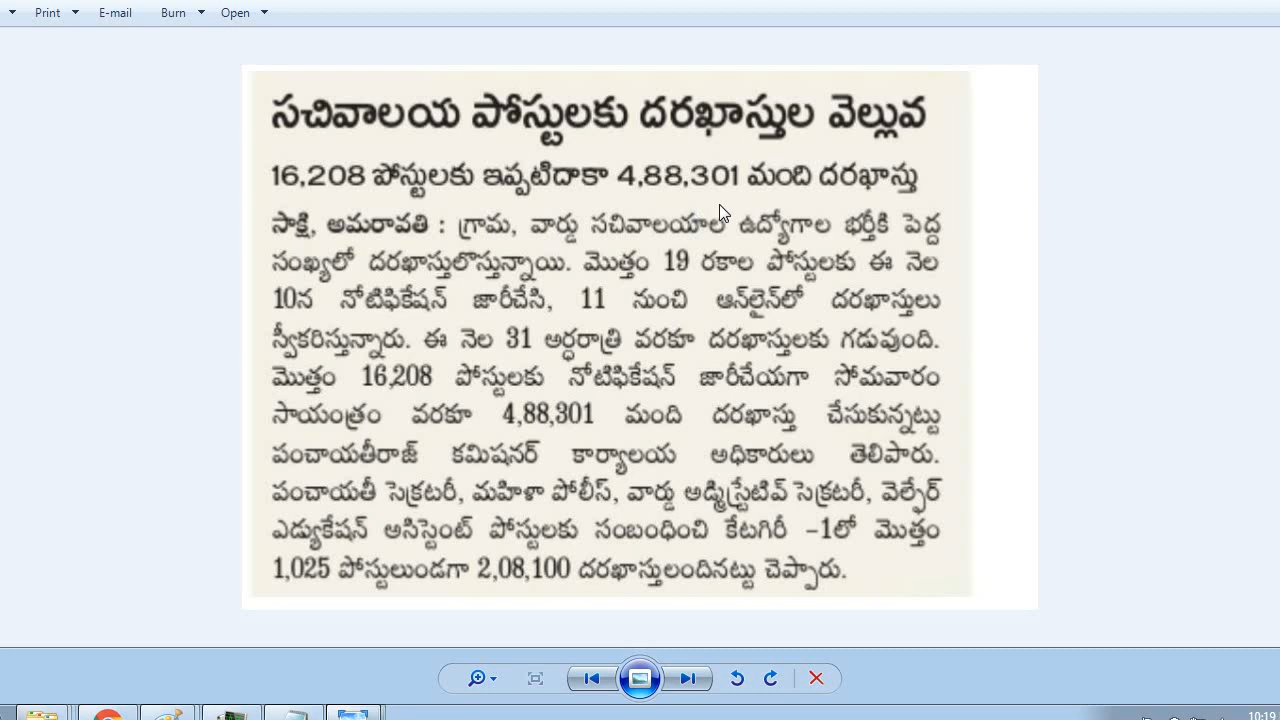 Print E-mail Burn Open
సచివాలయ పోస్టులకు దరఖాస్తుల వెల్లువ
16,208 పోస్టులకు ఇప్పటిదాకా 4,88,301 మంది దరఖాస్తు
సాక్షి, అమరావతి : గ్రామ, వార్డు సచివాలయాల ఉద్యోగాల భర్తీకి పెద్ద
సంఖ్యలో దరఖాస్తులొస్తున్నాయి. మొత్తం 19 రకాల పోస్టులకు ఈ నెల
10న నోటిఫికేషన్ జారీచేసి, 11 నుంచి ఆన్‌లైన్‌లో దరఖాస్తులు
స్వీకరిస్తున్నారు. ఈ నెల 31 అర్ధరాత్రి వరకూ దరఖాస్తులకు గడువుంది.
మొత్తం 16,208 పోస్టులకు నోటిఫికేషన్ జారీచేయగా సోమవారం
సాయంత్రం వరకూ 4,88,301 మంది దరఖాస్తు చేసుకున్నట్టు
పంచాయతీరాజ్ కమిషనర్ కార్యాలయ అధికారులు తెలిపారు.
పంచాయతీ సెక్రటరీ, మహిళా పోలీస్, వార్డు అడ్మిస్ట్రేటివ్ సెక్రటరీ, వెల్ఫేర్
ఎడ్యుకేషన్ అసిస్టెంట్ పోస్టులకు సంబంధించి కేటగిరీ –1లో మొత్తం
1,025 పోస్టులుండగా 2,08,100 దరఖాస్తులందినట్టు చెప్పారు.
10:19